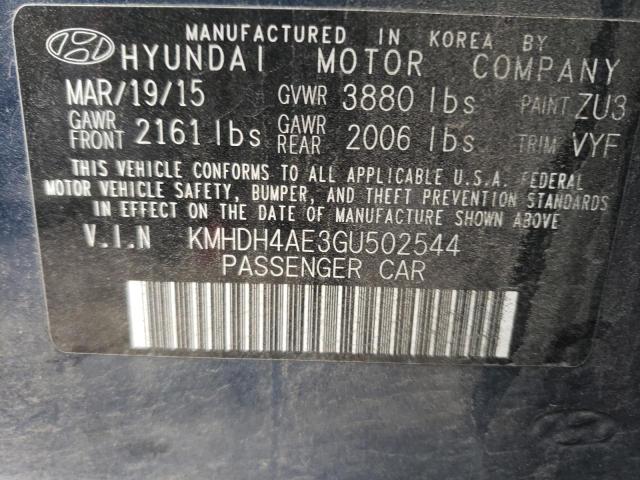 MANUFACTURED IN KOREA BY
HYUNDAI MOTOR COMPANY
MAR/19/15 GVWR 3880 lbs PAINT ZU3
GAWR FRONT 2161 lbs GAWR REAR 2006 lbs TRIM VYF
THIS VEHICLE CONFORMS TO ALL APPLICABLE U.S.A. FEDERAL
MOTOR VEHICLE SAFETY, BUMPER, AND THEFT PREVENTION STANDARDS
IN EFFECT ON THE DATE OF MANUFACTURE SHOWN ABOVE
V.I.N KMHDH4AE3GU502544
PASSENGER CAR